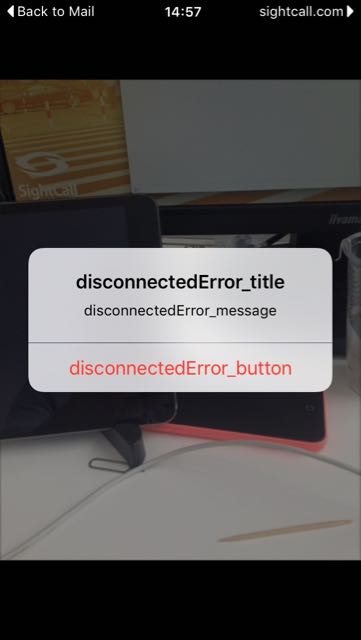 Back to Mail
14:57
sightcall.com
SightCall
iiyama
disconnectedError_title
disconnectedError_message
disconnectedError_button